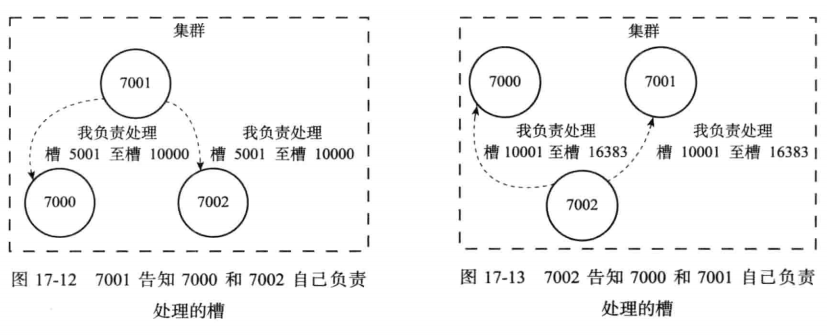 集群
7001
我负责处理
槽 5001 至槽 10000
我负责处理
槽 5001 至槽 10000
7000
7002
图 17-12 7001 告知 7000 和 7002 自己负责
处理的槽
集群
7000
7001
我负责处理
槽 10001 至槽 16383
我负责处理
槽 10001 至槽 16383
7002
图 17-13 7002 告知 7000 和 7001 自己负责
处理的槽